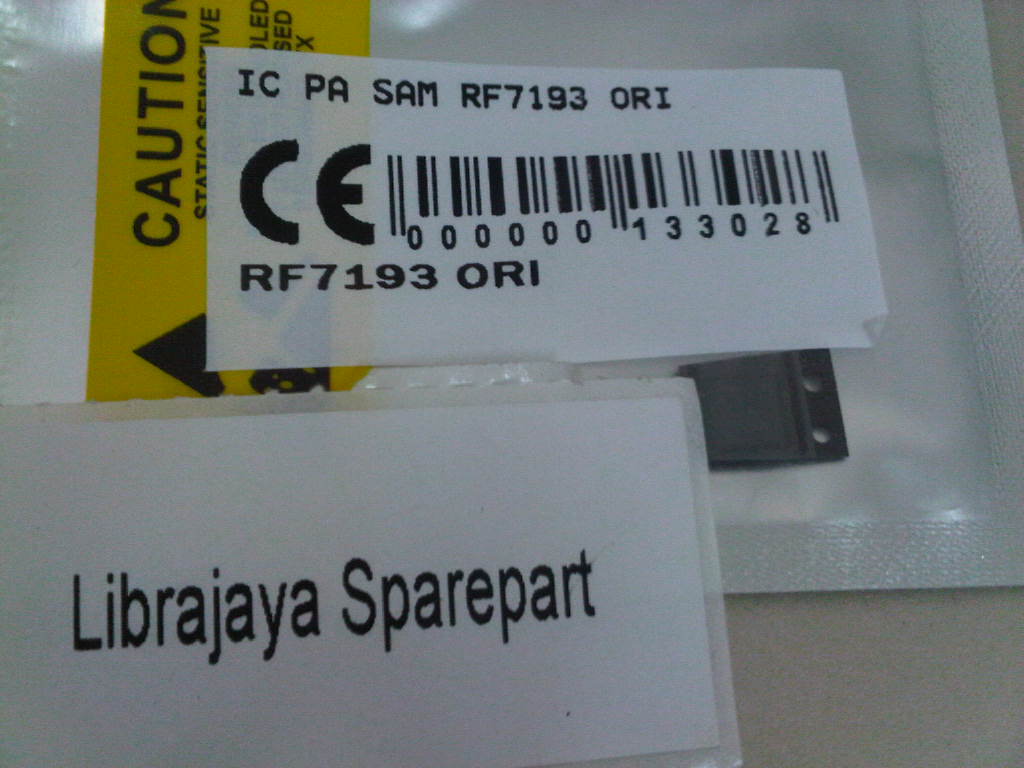 CAUTION
STATIC SENSITIVE
IC PA SAM RF7193 ORI
CE
000000 133028
RF7193 ORI
Librajaya Sparepart